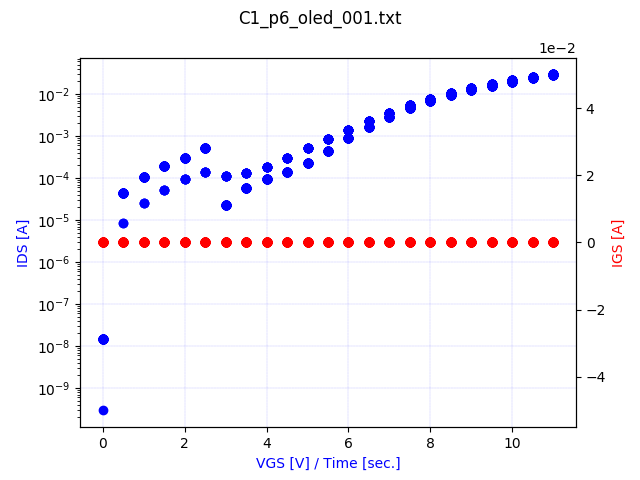 C1_p6_oled_001.txt
1e−2
10⁻²
10⁻³
10⁻⁴
10⁻⁵
10⁻⁶
10⁻⁷
10⁻⁸
10⁻⁹
IDS [A]
4
2
0
−2
−4
IGS [A]
0 2 4 6 8 10
VGS [V] / Time [sec.]